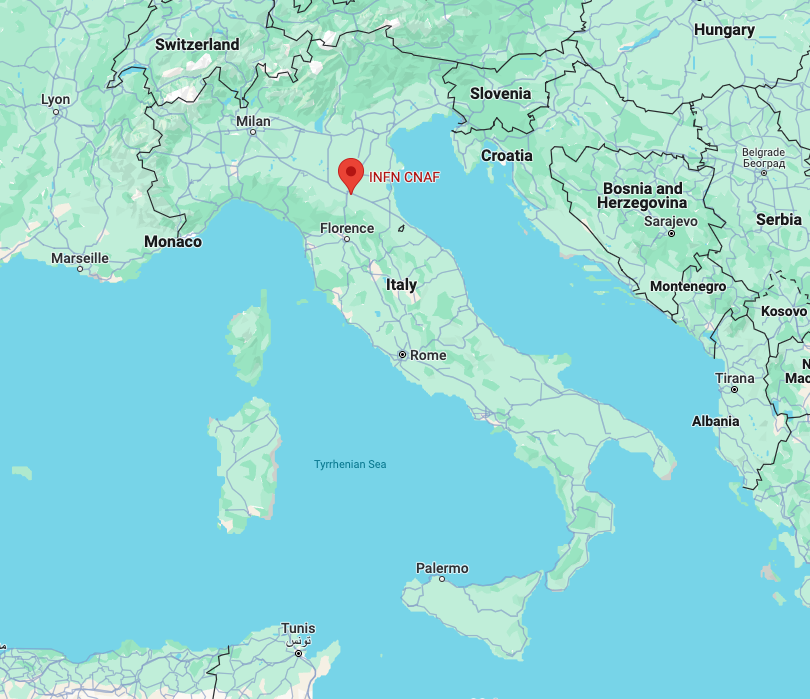 Hungary
Switzerland
Slovenia
Lyon
Milan
Croatia
Belgrade
Београд
INFN CNAF
Bosnia and
Herzegovina
Sarajevo
Serbia
Florence
Monaco
Marseille
Italy
Montenegro
Kosovo
Rome
N
Mac
Tirana
Albania
Tyrrhenian Sea
Palermo
Tunis
تونس